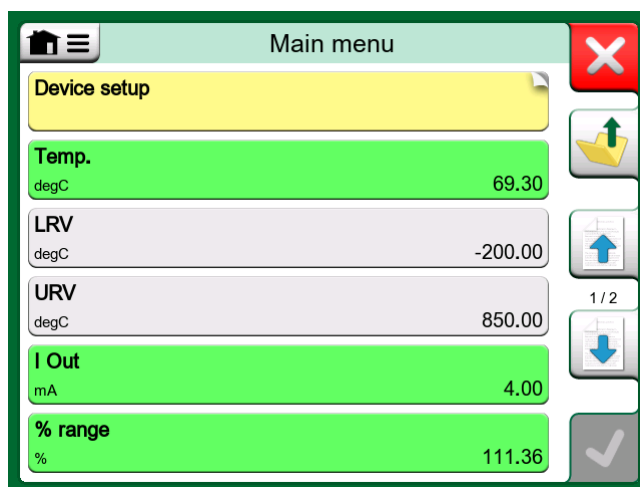 Main menu
Device setup
Temp.
degC 69.30
LRV
degC -200.00
URV
degC 850.00
1 / 2
I Out
mA 4.00
% range
% 111.36